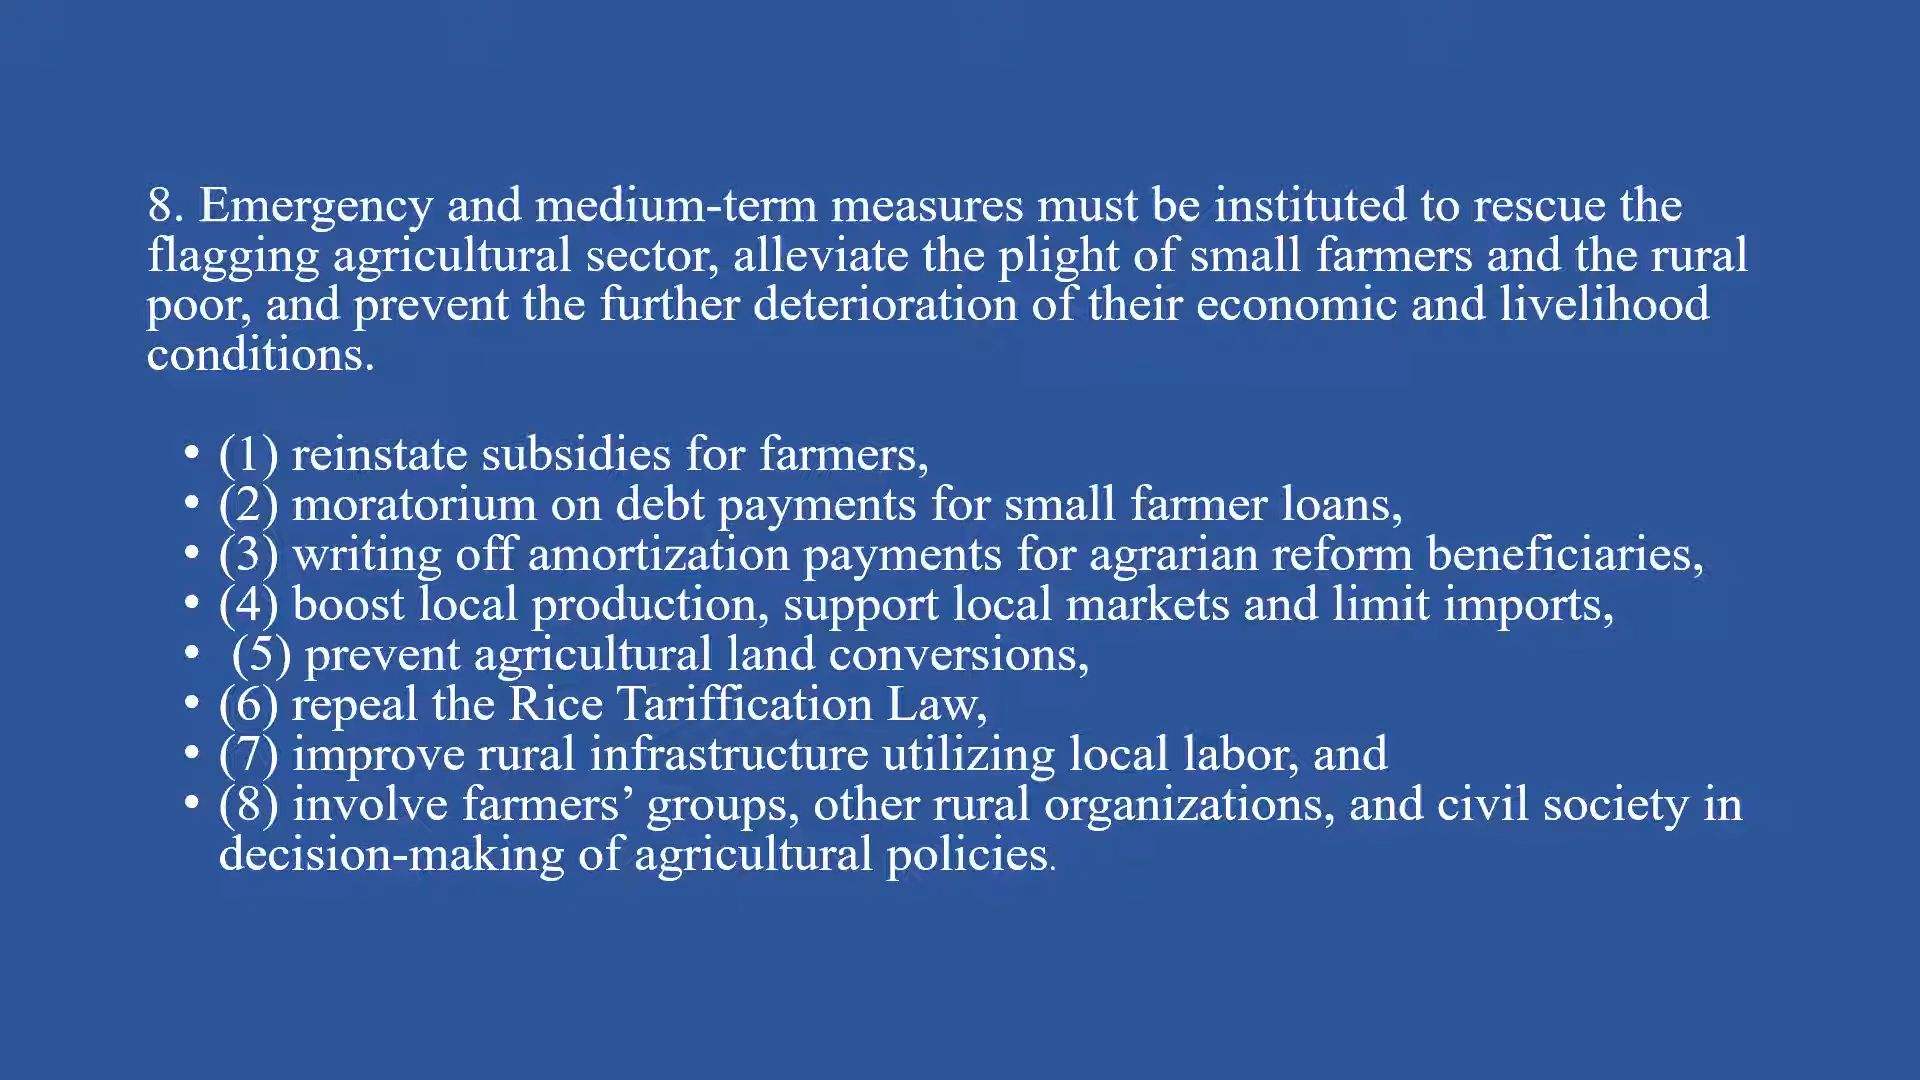 8. Emergency and medium-term measures must be instituted to rescue the
flagging agricultural sector, alleviate the plight of small farmers and the rural
poor, and prevent the further deterioration of their economic and livelihood
conditions.
• (1) reinstate subsidies for farmers,
• (2) moratorium on debt payments for small farmer loans,
• (3) writing off amortization payments for agrarian reform beneficiaries,
• (4) boost local production, support local markets and limit imports,
• (5) prevent agricultural land conversions,
• (6) repeal the Rice Tariffication Law,
• (7) improve rural infrastructure utilizing local labor, and
• (8) involve farmers’ groups, other rural organizations, and civil society in
decision-making of agricultural policies.